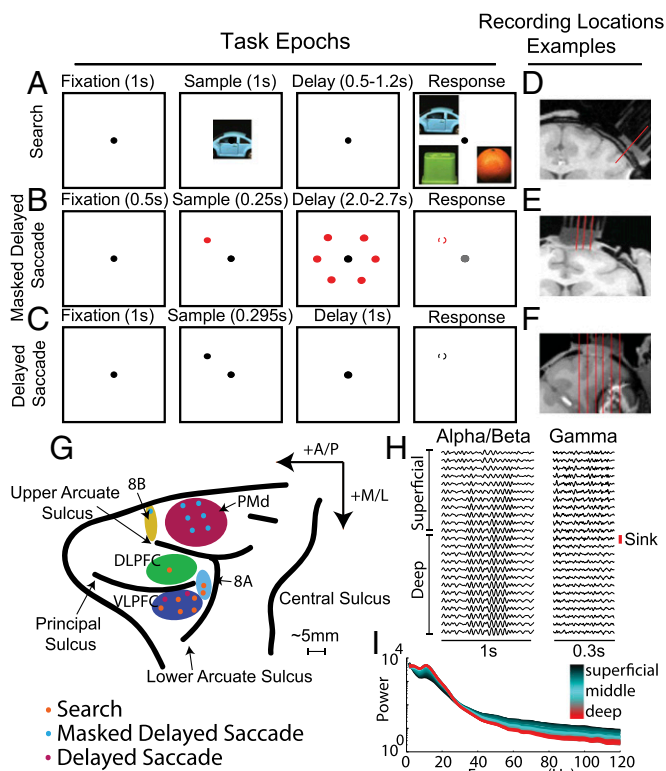 Task Epochs
Recording Locations
Examples
A
Search
Fixation (1s)
Sample (1s)
Delay (0.5-1.2s)
Response
D
B
Masked Delayed
Saccade
Fixation (0.5s)
Sample (0.25s)
Delay (2.0-2.7s)
Response
E
C
Delayed
Saccade
Fixation (1s)
Sample (0.295s)
Delay (1s)
Response
F
G
+A/P
+M/L
8B
PMd
Upper Arcuate
Sulcus
DLPFC
8A
VLPFC
Central Sulcus
Principal
Sulcus
~5mm
Lower Arcuate Sulcus
Search
Masked Delayed Saccade
Delayed Saccade
H
Alpha/Beta
Gamma
Superficial
Deep
Sink
1s
0.3s
I
Power
10^4
10^0
superficial
middle
deep
0
20
40
60
80
100
120